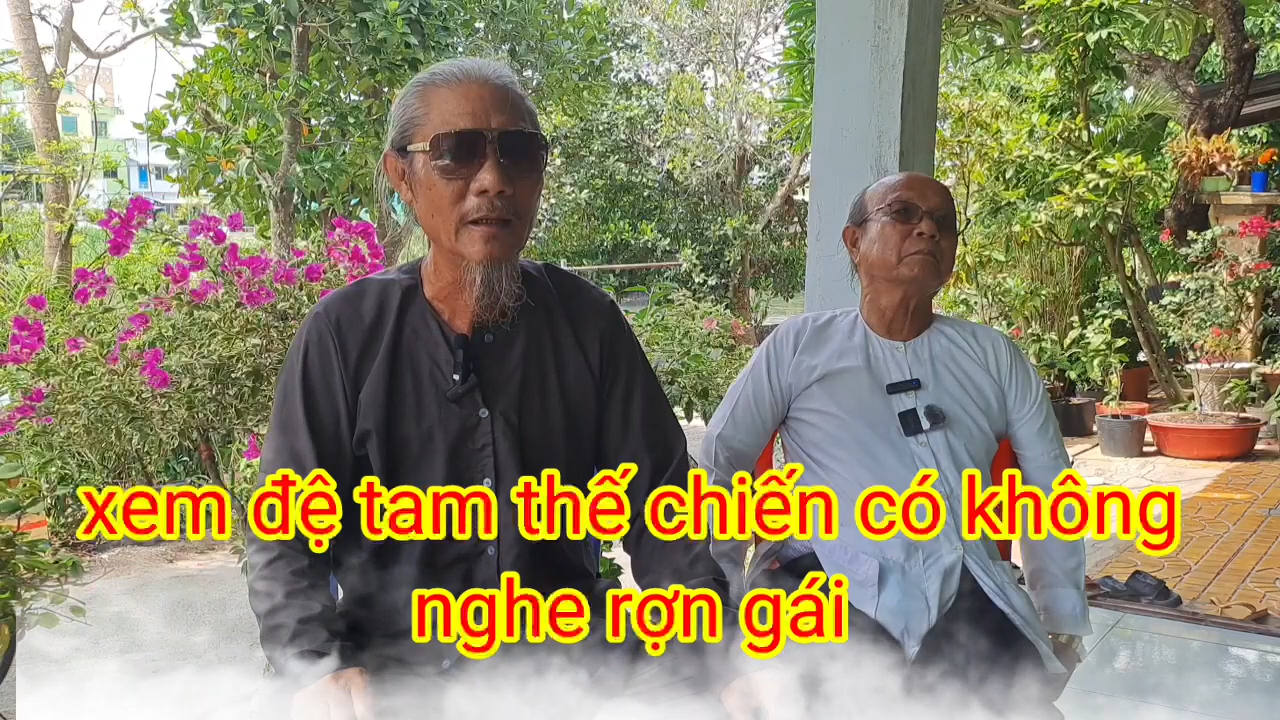 xem đệ tam thế chiến có không
nghe rợn gái